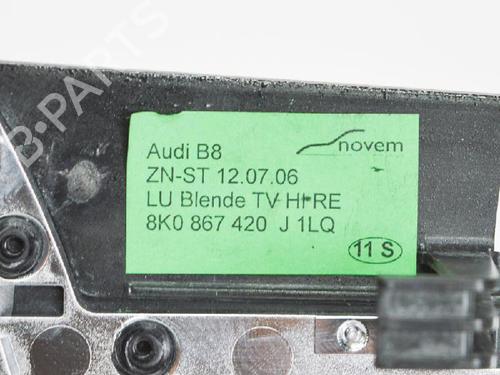 novem
Audi B8
ZN-ST 12.07.06
LU Blende TV HI-RE
8K0 867 420 J 1LQ
11 S
B-PARTS